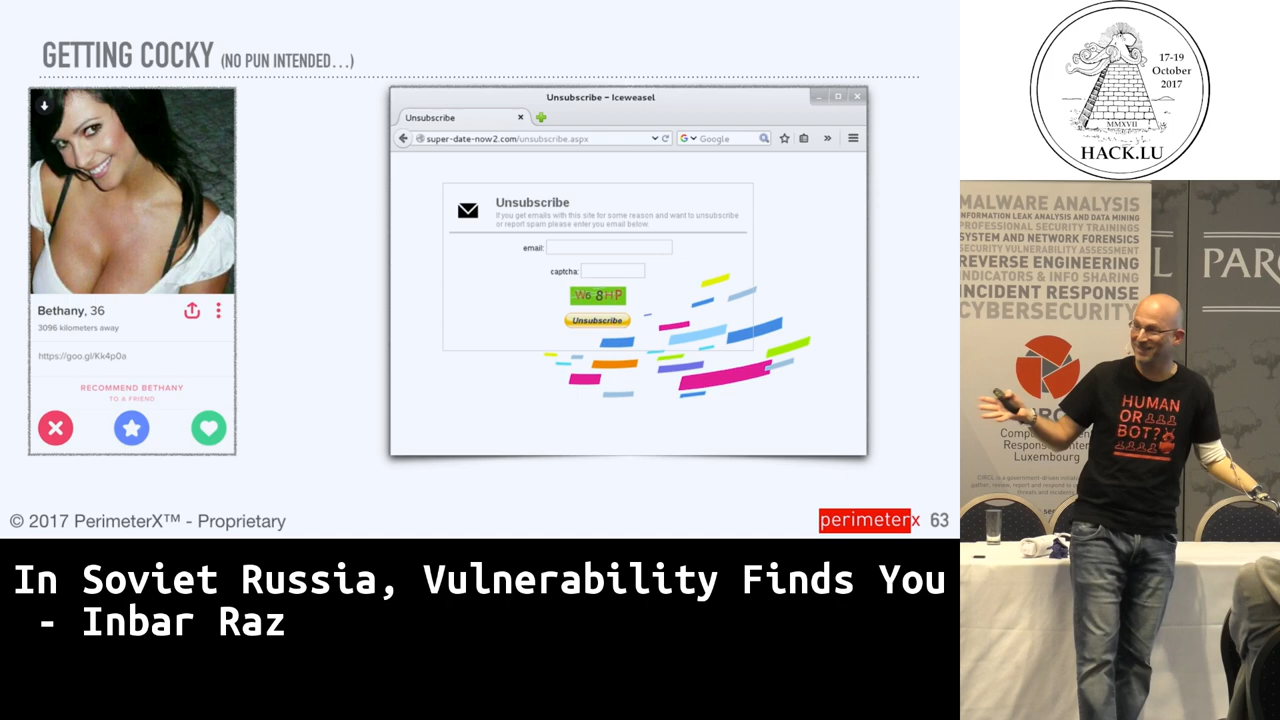 GETTING COCKY (NO PUN INTENDED...)
Bethany, 36
3096 kilometers away
https://goo.gl/Kk4p0a
RECOMMEND BETHANY
TO A FRIEND
Unsubscribe - Iceweasel
Unsubscribe
super-date-now2.com/unsubscribe.aspx
Google
Unsubscribe
If you get emails with this site for some reason and want to unsubscribe
or report spam please enter you email below.
email:
captcha:
W6 8HP
Unsubscribe
© 2017 PerimeterX™ - Proprietary
perimeterx 63
In Soviet Russia, Vulnerability Finds You
- Inbar Raz
17-19
October
2017
MMXVII
HACK.LU
MALWARE ANALYSIS
INFORMATION LEAK ANALYSIS AND DATA MINING
PROFESSIONAL SECURITY TRAININGS
SYSTEM AND NETWORK FORENSICS
SECURITY VULNERABILITY ASSESSMENT
REVERSE ENGINEERING
INDICATORS & INFO SHARING
INCIDENT RESPONSE
CYBERSECURITY
L PARC
HUMAN
OR
BOT?
Luxembourg